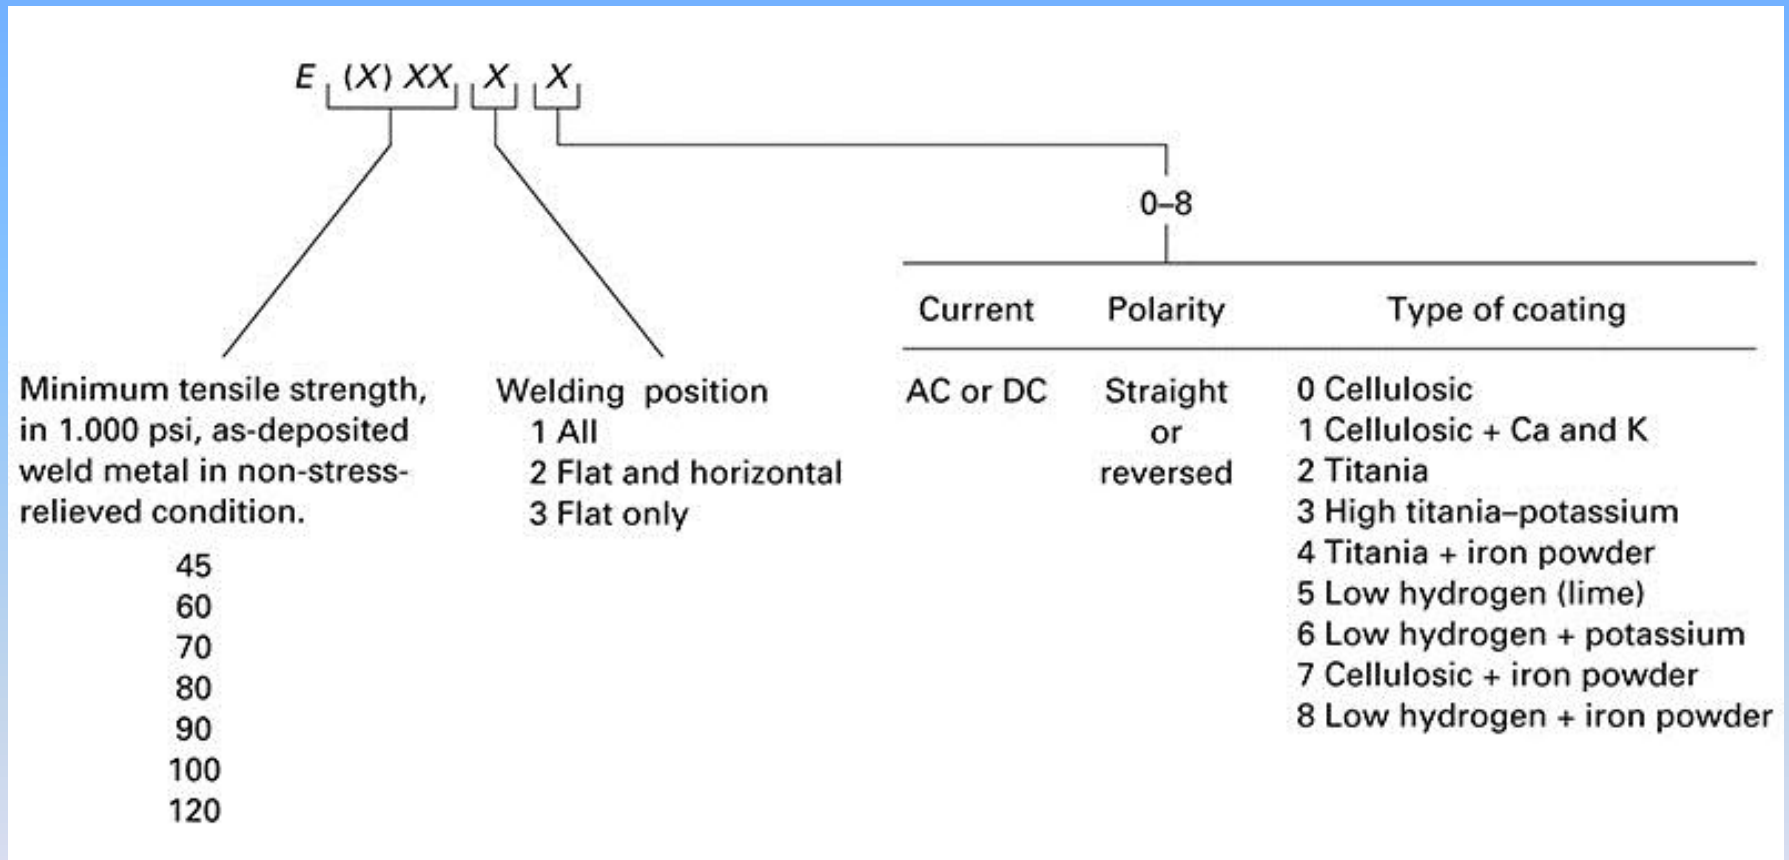 E (X) XX X X
0–8
Current Polarity Type of coating
Minimum tensile strength,
in 1.000 psi, as-deposited
weld metal in non-stress-
relieved condition.
45
60
70
80
90
100
120
Welding position
1 All
2 Flat and horizontal
3 Flat only
AC or DC
Straight
or
reversed
0 Cellulosic
1 Cellulosic + Ca and K
2 Titania
3 High titania–potassium
4 Titania + iron powder
5 Low hydrogen (lime)
6 Low hydrogen + potassium
7 Cellulosic + iron powder
8 Low hydrogen + iron powder